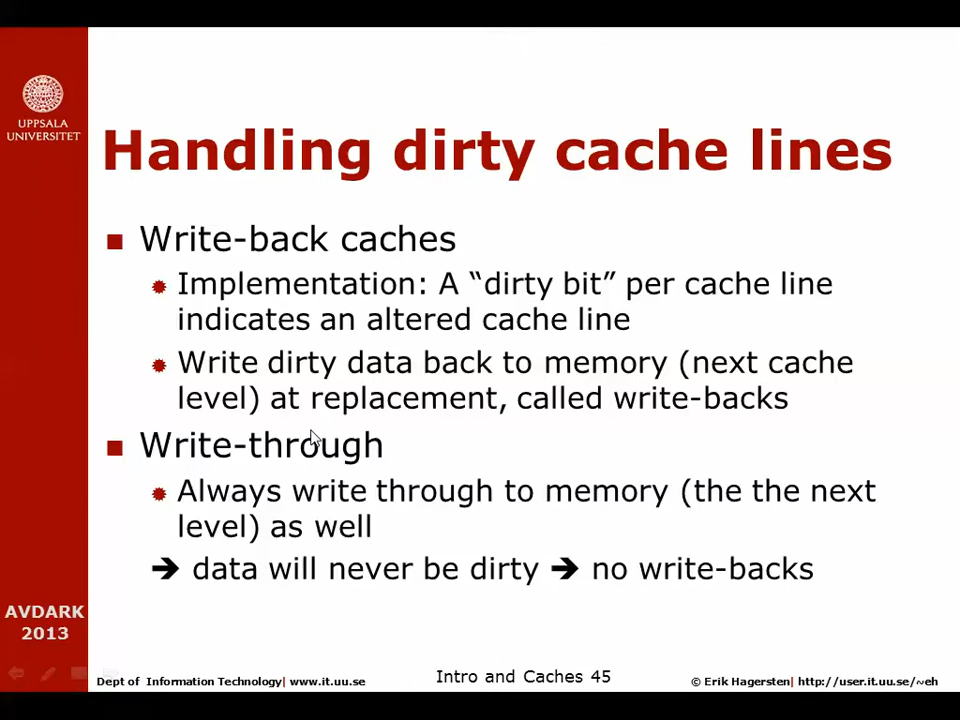 UPPSALA
UNIVERSITET
Handling dirty cache lines
Write-back caches
Implementation: A “dirty bit” per cache line
indicates an altered cache line
Write dirty data back to memory (next cache
level) at replacement, called write-backs
Write-through
Always write through to memory (the the next
level) as well
➔ data will never be dirty ➔ no write-backs
AVDARK
2013
Dept of Information Technology| www.it.uu.se
Intro and Caches 45
© Erik Hagersten| http://user.it.uu.se/~eh